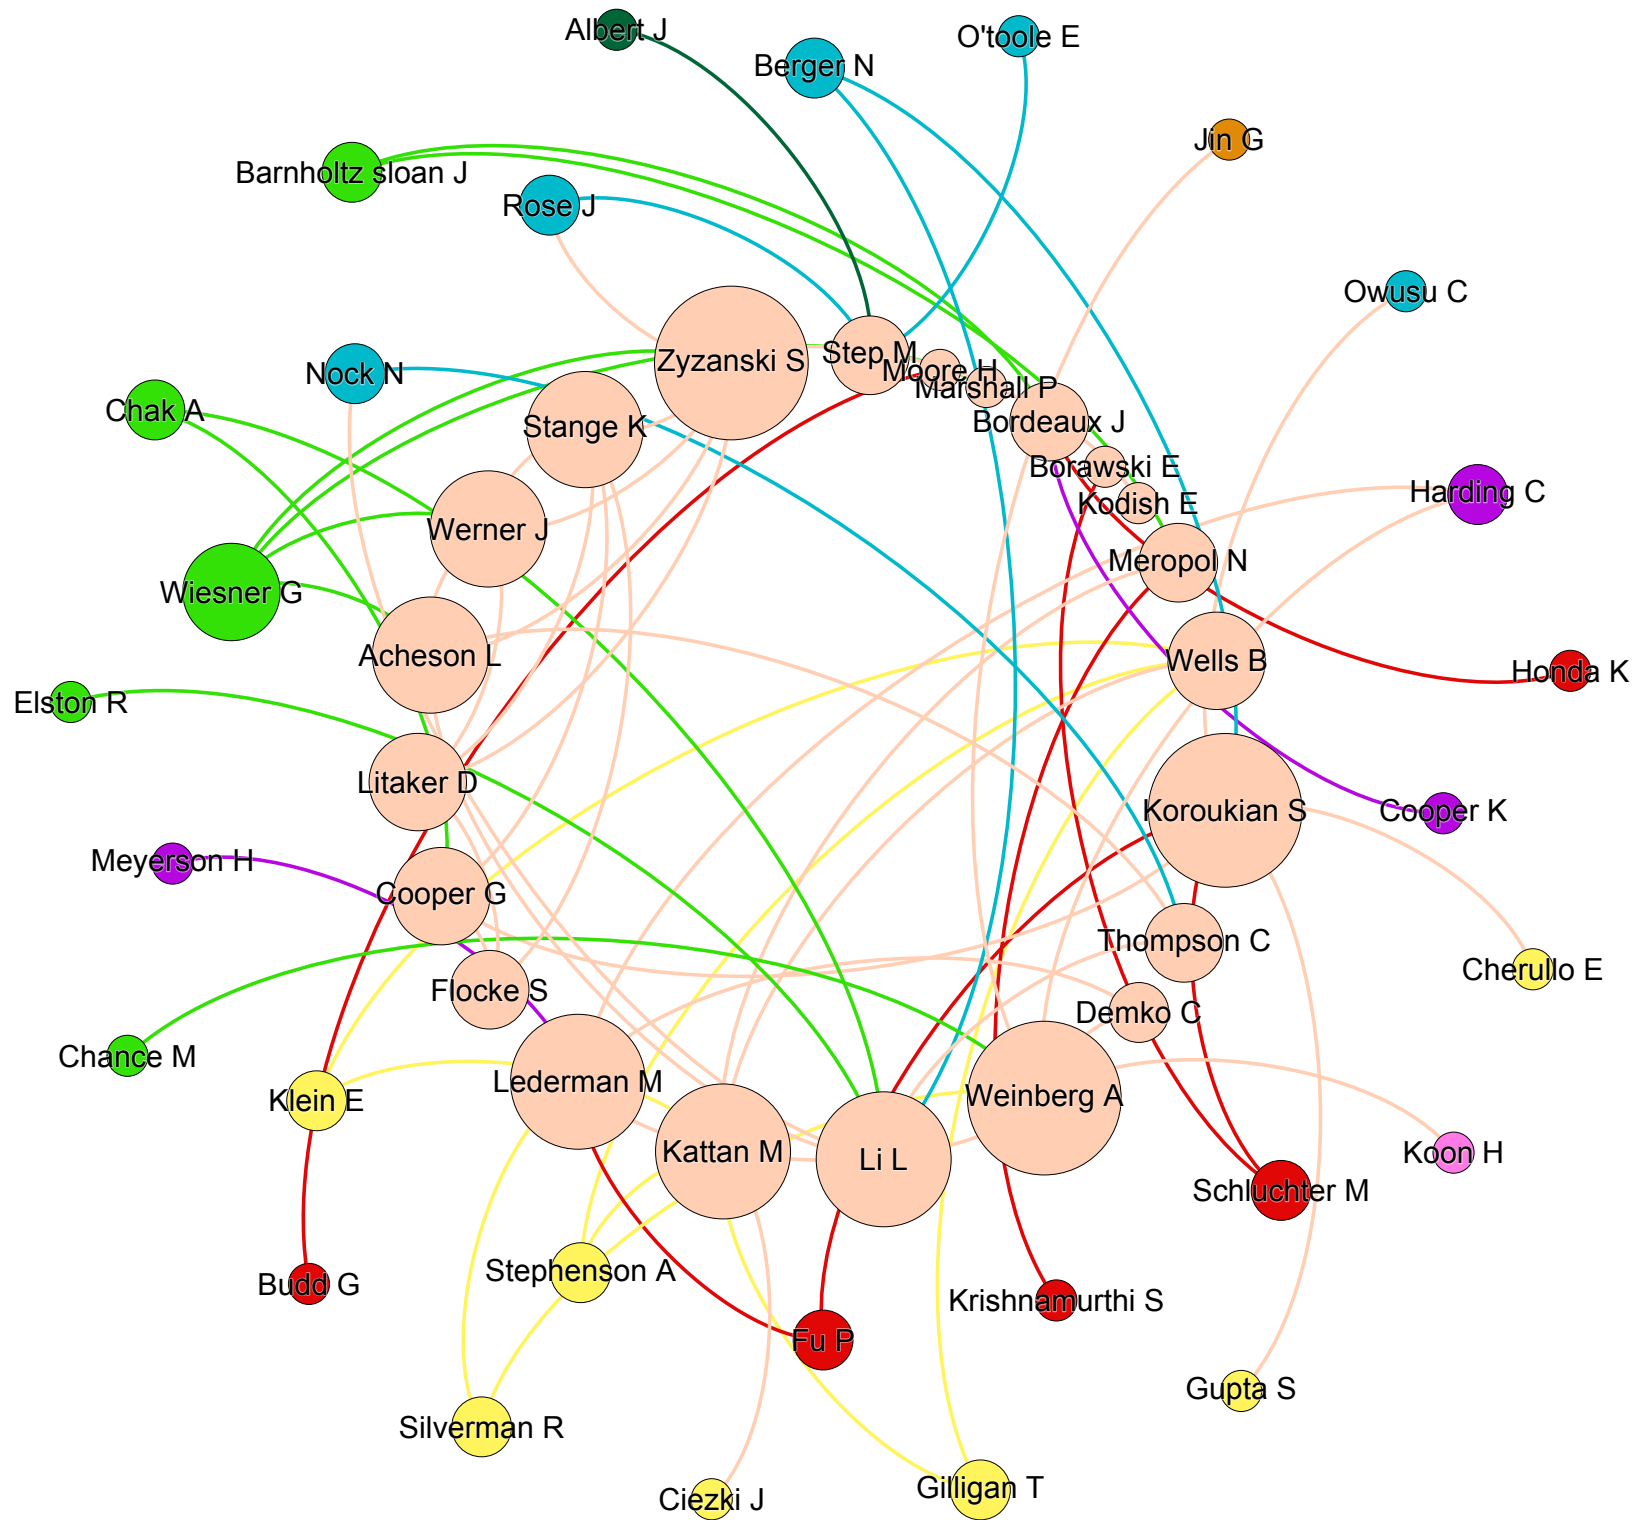 Albert J
O'toole E
Berger N
Jin G
Barnholtz sloan J
Rose J
Owusu C
Zyzanski S
Step M
Moore H
Marshall P
Nock N
Chak A
Stange K
Bordeaux J
Borawski E
Harding C
Kodish E
Werner J
Meropol N
Wiesner G
Acheson L
Wells B
Honda K
Elston R
Litaker D
Koroukian S
Cooper K
Meyerson H
Cooper G
Thompson C
Cherullo E
Flocke S
Demko C
Chance M
Lederman M
Klein E
Weinberg A
Kattan M
Li L
Koon H
Schluchter M
Stephenson A
Budd G
Krishnamurthi S
Fu P
Gupta S
Silverman R
Gilligan T
Ciezki J